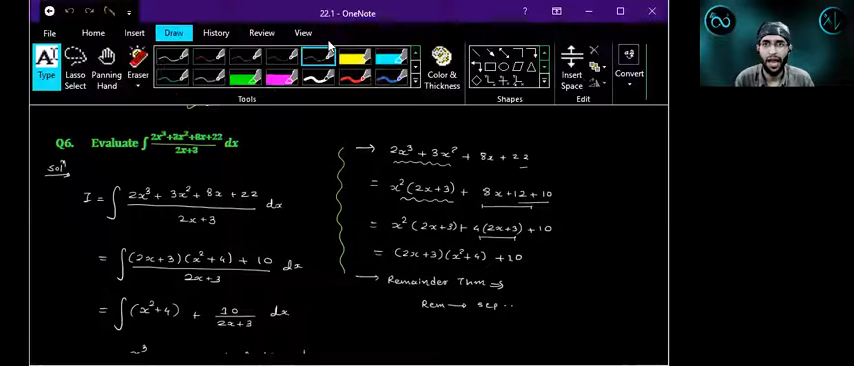 22.1 - OneNote
File Home Insert Draw History Review View
Type
Lasso Select
Panning Hand
Eraser
Color & Thickness
Insert Space
Convert
Tools
Shapes
Edit
Q6. Evaluate ∫ (2x³+3x²+8x+22)/(2x+3) dx
Solⁿ
I = ∫ (2x³ + 3x² + 8x + 22)/(2x+3) dx
= ∫ ((2x+3)(x²+4) + 10)/(2x+3) dx
= ∫ (x²+4) + 10/(2x+3) dx
→ 2x³ + 3x² + 8x + 22
= x²(2x+3) + 8x + 12 + 10
= x²(2x+3) + 4(2x+3) + 10
= (2x+3)(x²+4) + 10
→ Remainder Thm ⇒
Rem → sep ..